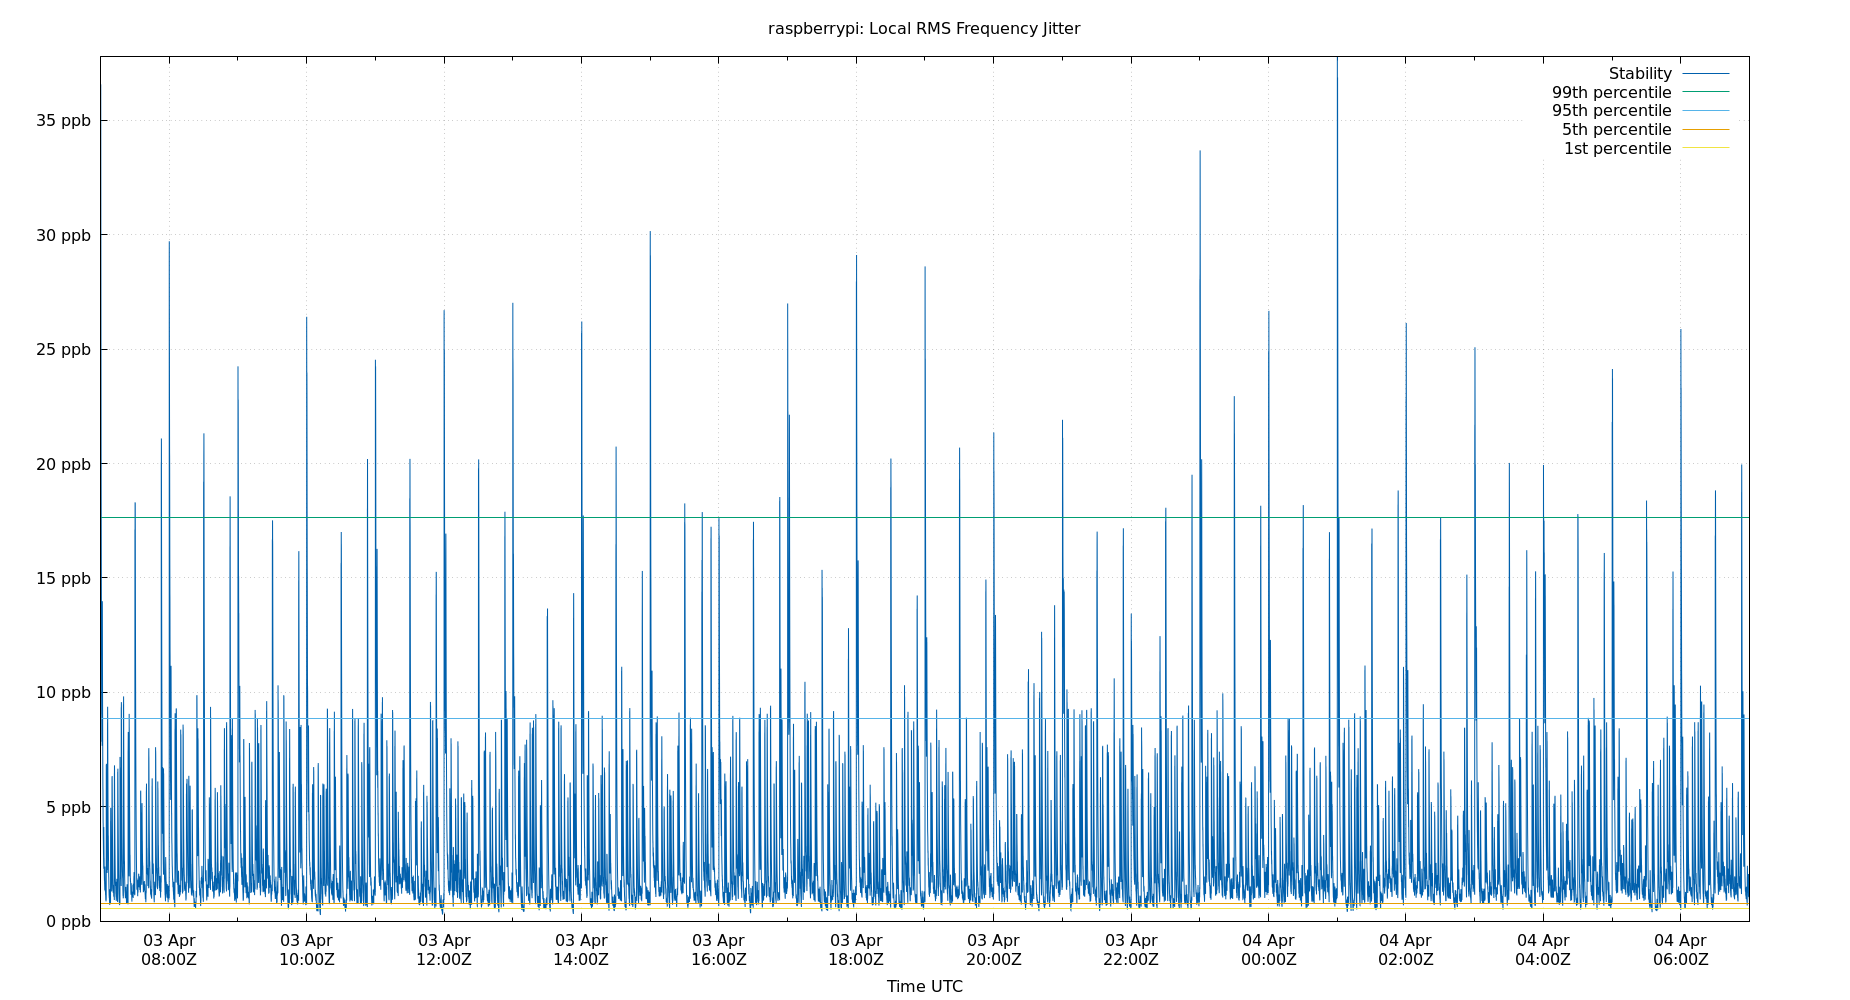 raspberrypi: Local RMS Frequency Jitter
Stability
99th percentile
95th percentile
5th percentile
1st percentile
35 ppb
30 ppb
25 ppb
20 ppb
15 ppb
10 ppb
5 ppb
0 ppb
03 Apr 03 Apr 03 Apr 03 Apr 03 Apr 03 Apr 03 Apr 03 Apr 04 Apr 04 Apr 04 Apr 04 Apr
08:00Z 10:00Z 12:00Z 14:00Z 16:00Z 18:00Z 20:00Z 22:00Z 00:00Z 02:00Z 04:00Z 06:00Z
Time UTC